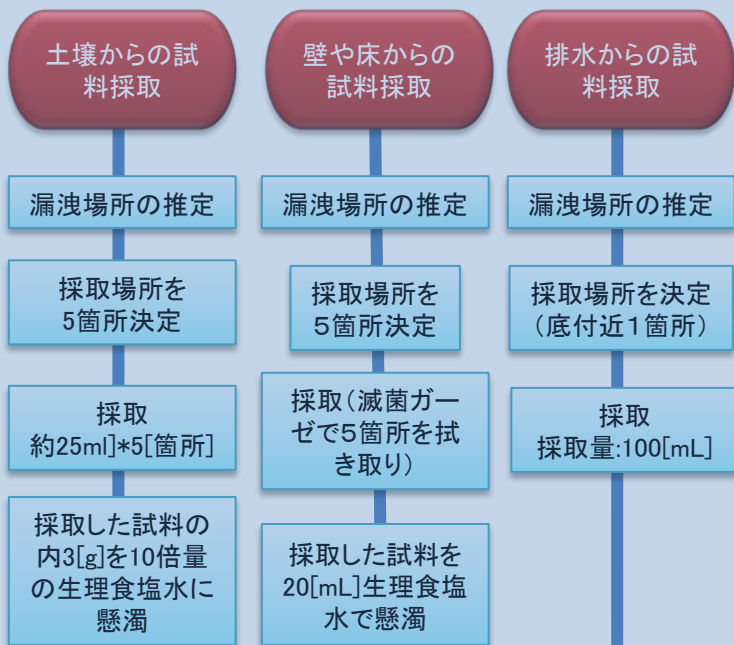 土壌からの試
料採取
漏洩場所の推定
採取場所を
5箇所決定
採取
約25ml]*5[箇所]
採取した試料の
内3[g]を10倍量
の生理食塩水に
懸濁
壁や床からの
試料採取
漏洩場所の推定
採取場所を
５箇所決定
採取（滅菌ガー
ゼで５箇所を拭
き取り）
採取した試料を
20[mL]生理食塩
水で懸濁
排水からの試
料採取
漏洩場所の推定
採取場所を決定
（底付近１箇所）
採取
採取量:100[mL]